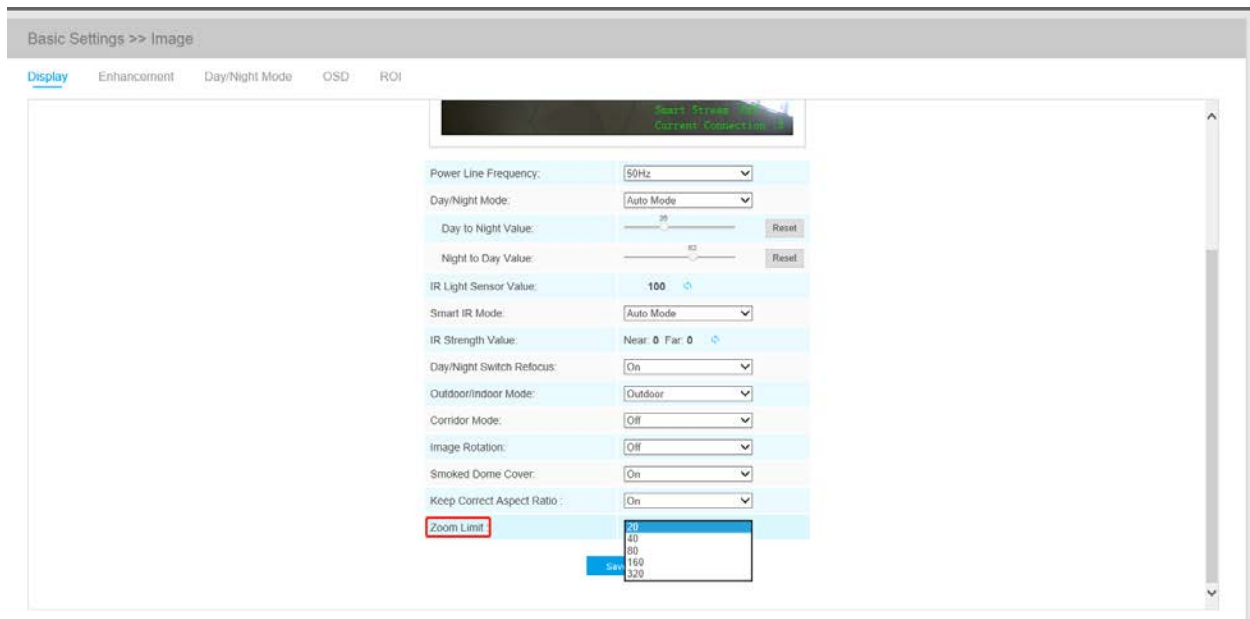 Basic Settings >> Image
Display Enhancement Day/Night Mode OSD ROI
Smart Stream
Current Connection :
Power Line Frequency: 50Hz
Day/Night Mode: Auto Mode
Day to Night Value: Reset
Night to Day Value: Reset
IR Light Sensor Value: 100
Smart IR Mode: Auto Mode
IR Strength Value: Near: 0 Far: 0
Day/Night Switch Refocus: On
Outdoor/Indoor Mode: Outdoor
Corridor Mode: Off
Image Rotation: Off
Smoked Dome Cover: On
Keep Correct Aspect Ratio : On
Zoom Limit : 20
40
80
160
320